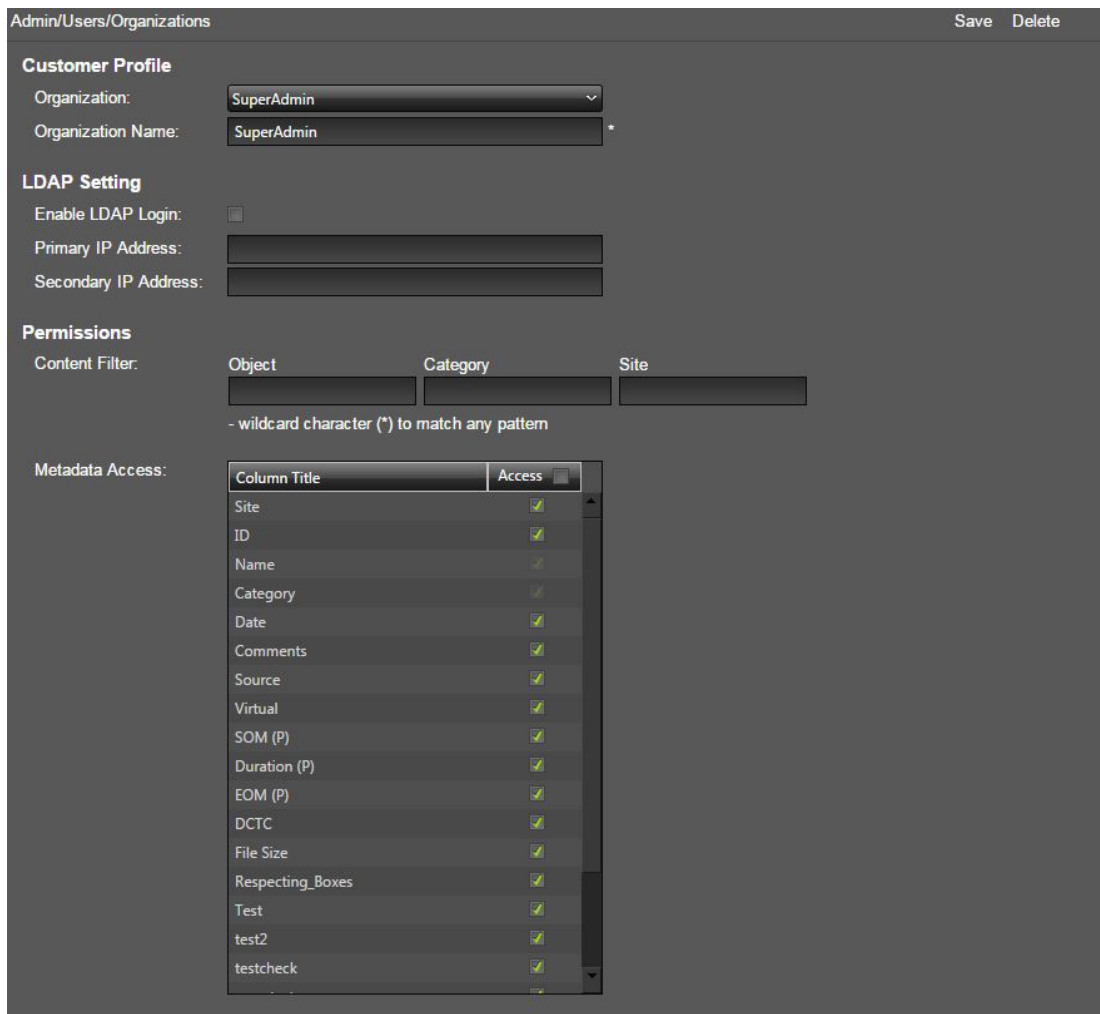 Admin/Users/Organizations Save Delete
Customer Profile
Organization: SuperAdmin
Organization Name: SuperAdmin *
LDAP Setting
Enable LDAP Login:
Primary IP Address:
Secondary IP Address:
Permissions
Content Filter: Object Category Site
- wildcard character (*) to match any pattern
Metadata Access: Column Title Access
Site
ID
Name
Category
Date
Comments
Source
Virtual
SOM (P)
Duration (P)
EOM (P)
DCTC
File Size
Respecting_Boxes
Test
test2
testcheck